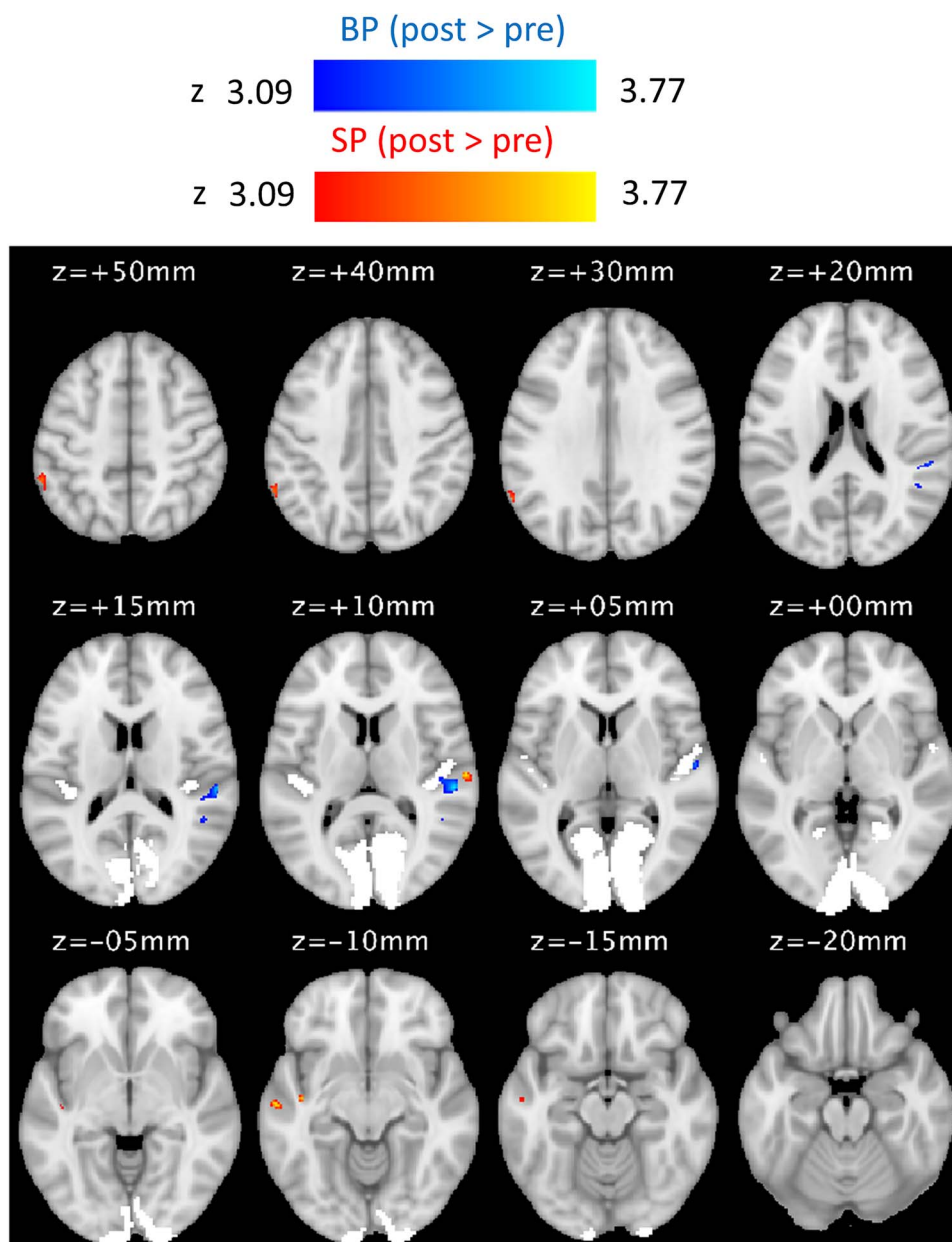 BP (post > pre)
z 3.09 3.77
SP (post > pre)
z 3.09 3.77
z=+50mm z=+40mm z=+30mm z=+20mm
z=+15mm z=+10mm z=+05mm z=+00mm
z=−05mm z=−10mm z=−15mm z=−20mm